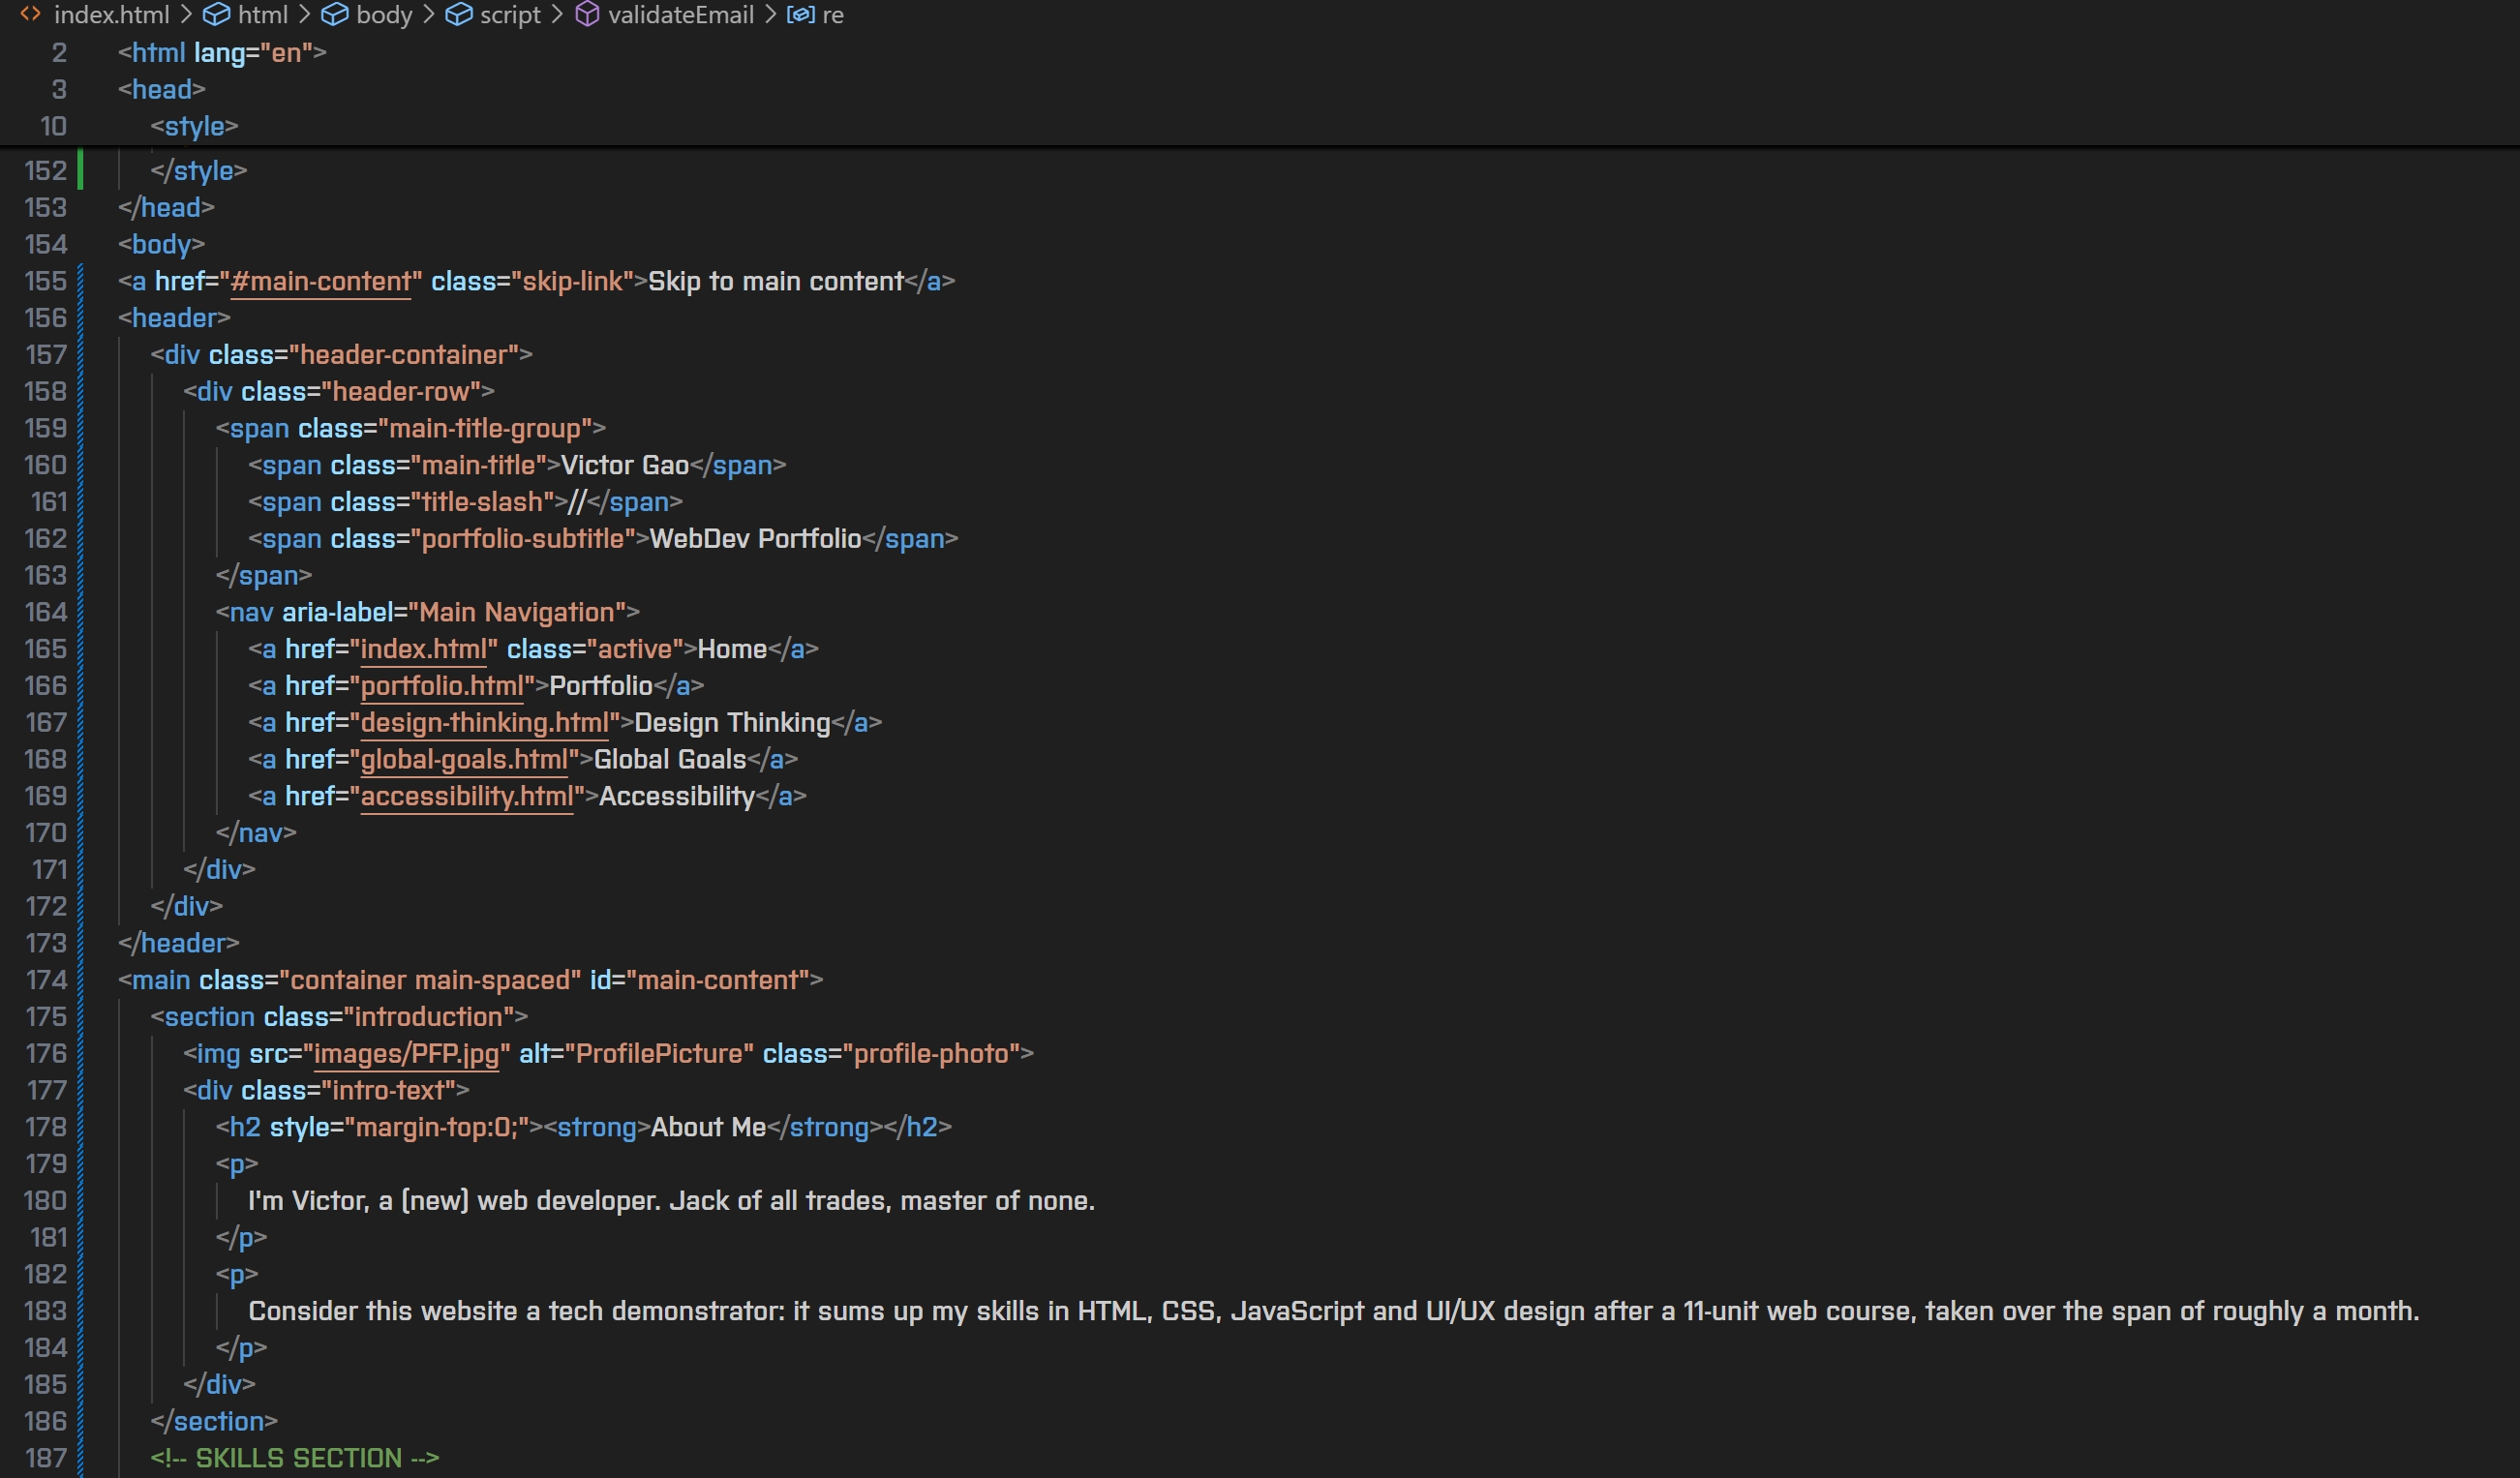 index.html > html > body > script > validateEmail > re
2 <html lang="en">
3 <head>
10 <style>
152 </style>
153 </head>
154 <body>
155 <a href="#main-content" class="skip-link">Skip to main content</a>
156 <header>
157 <div class="header-container">
158 <div class="header-row">
159 <span class="main-title-group">
160 <span class="main-title">Victor Gao</span>
161 <span class="title-slash">//</span>
162 <span class="portfolio-subtitle">WebDev Portfolio</span>
163 </span>
164 <nav aria-label="Main Navigation">
165 <a href="index.html" class="active">Home</a>
166 <a href="portfolio.html">Portfolio</a>
167 <a href="design-thinking.html">Design Thinking</a>
168 <a href="global-goals.html">Global Goals</a>
169 <a href="accessibility.html">Accessibility</a>
170 </nav>
171 </div>
172 </div>
173 </header>
174 <main class="container main-spaced" id="main-content">
175 <section class="introduction">
176 <img src="images/PFP.jpg" alt="ProfilePicture" class="profile-photo">
177 <div class="intro-text">
178 <h2 style="margin-top:0;"><strong>About Me</strong></h2>
179 <p>
180 I'm Victor, a (new) web developer. Jack of all trades, master of none.
181 </p>
182 <p>
183 Consider this website a tech demonstrator: it sums up my skills in HTML, CSS, JavaScript and UI/UX design after a 11-unit web course, taken over the span of roughly a month.
184 </p>
185 </div>
186 </section>
187 <!-- SKILLS SECTION -->